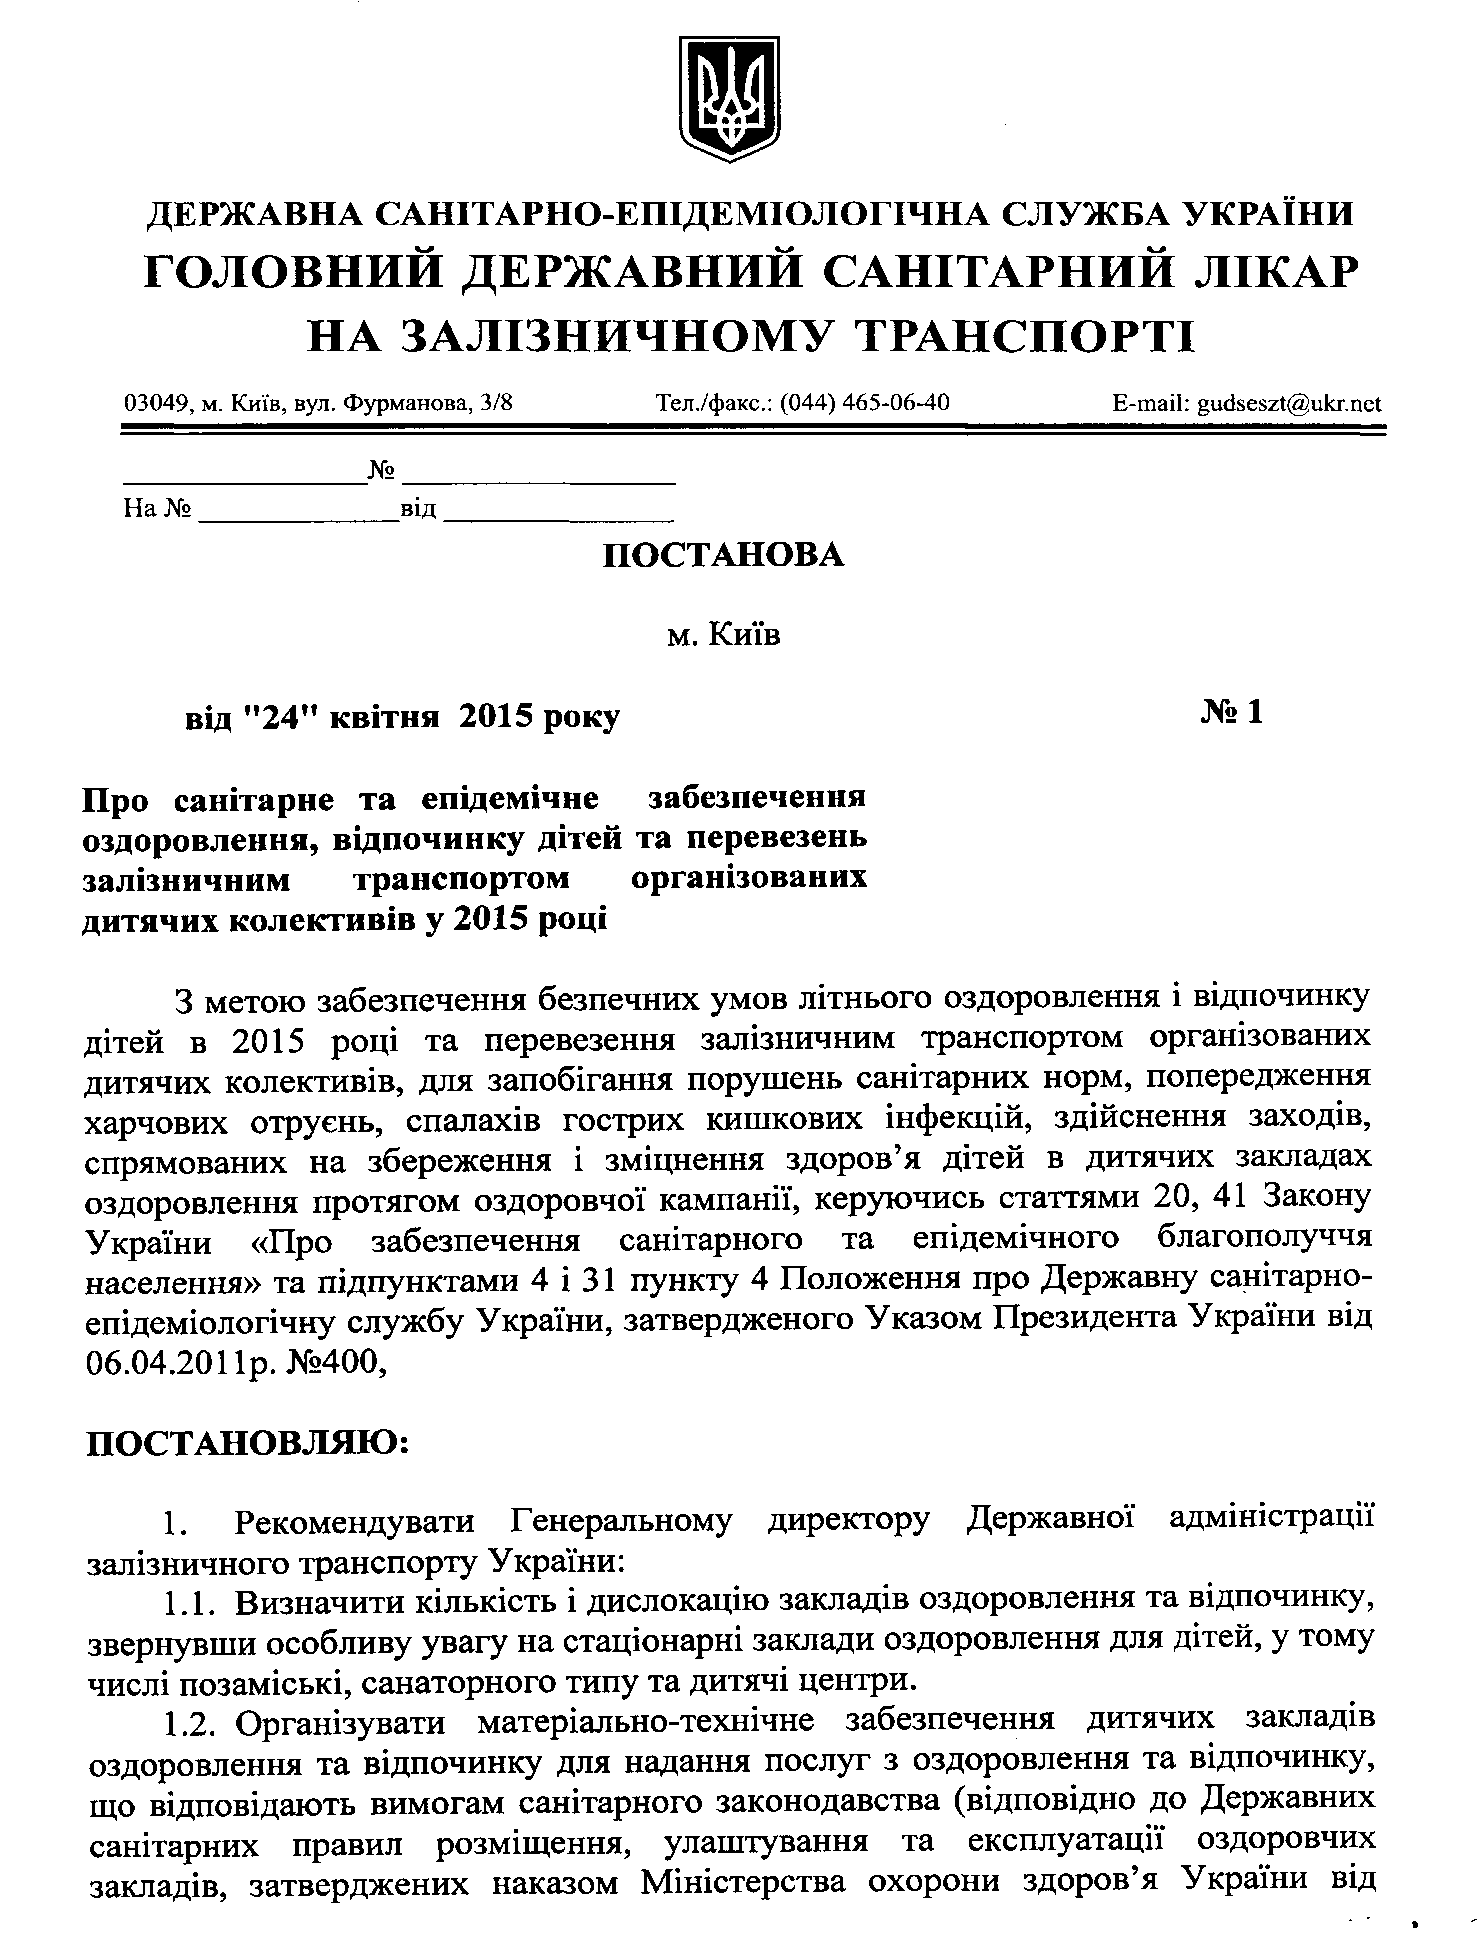 ДЕРЖАВНА САНІТАРНО-ЕПІДЕМІОЛОГІЧНА СЛУЖБА УКРАЇНИ
ГОЛОВНИЙ ДЕРЖАВНИЙ САНІТАРНИЙ ЛІКАР
НА ЗАЛІЗНИЧНОМУ ТРАНСПОРТІ
03049, м. Київ, вул. Фурманова, 3/8 Тел./факс.: (044) 465-06-40 E-mail: gudseszt@ukr.net
__________________№ ____________________
На № _______________від _________________
ПОСТАНОВА
м. Київ
від "24" квітня 2015 року № 1
Про санітарне та епідемічне забезпечення
оздоровлення, відпочинку дітей та перевезень
залізничним транспортом організованих
дитячих колективів у 2015 році
З метою забезпечення безпечних умов літнього оздоровлення і відпочинку
дітей в 2015 році та перевезення залізничним транспортом організованих
дитячих колективів, для запобігання порушень санітарних норм, попередження
харчових отруєнь, спалахів гострих кишкових інфекцій, здійснення заходів,
спрямованих на збереження і зміцнення здоров’я дітей в дитячих закладах
оздоровлення протягом оздоровчої кампанії, керуючись статтями 20, 41 Закону
України «Про забезпечення санітарного та епідемічного благополуччя
населення» та підпунктами 4 і 31 пункту 4 Положення про Державну санітарно-
епідеміологічну службу України, затвердженого Указом Президента України від
06.04.2011р. №400,
ПОСТАНОВЛЯЮ:
1. Рекомендувати Генеральному директору Державної адміністрації
залізничного транспорту України:
1.1. Визначити кількість і дислокацію закладів оздоровлення та відпочинку,
звернувши особливу увагу на стаціонарні заклади оздоровлення для дітей, у тому
числі позаміські, санаторного типу та дитячі центри.
1.2. Організувати матеріально-технічне забезпечення дитячих закладів
оздоровлення та відпочинку для надання послуг з оздоровлення та відпочинку,
що відповідають вимогам санітарного законодавства (відповідно до Державних
санітарних правил розміщення, улаштування та експлуатації оздоровчих
закладів, затверджених наказом Міністерства охорони здоров’я України від